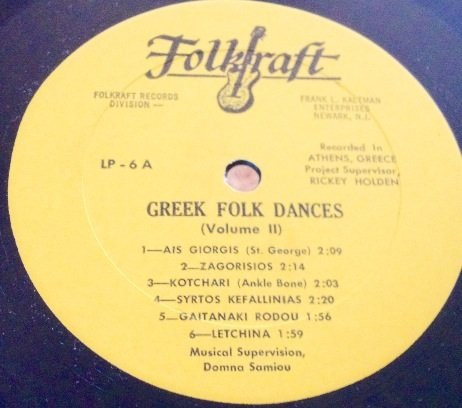 Folkraft
FOLKRAFT RECORDS
DIVISION —
FRANK L. KALTMAN
ENTERPRISES
NEWARK, N.J.
LP - 6 A
Recorded In
ATHENS, GREECE
Project Supervisor,
RICKEY HOLDEN
GREEK FOLK DANCES
(Volume II)
1—AIS GIORGIS (St. George) 2:09
2—ZAGORISIOS 2:14
3—KOTCHARI (Ankle Bone) 2:03
4—SYRTOS KEFALLINIAS 2:20
5—GAITANAKI RODOU 1:56
6—LETCHINA 1:59
Musical Supervision,
Domna Samiou